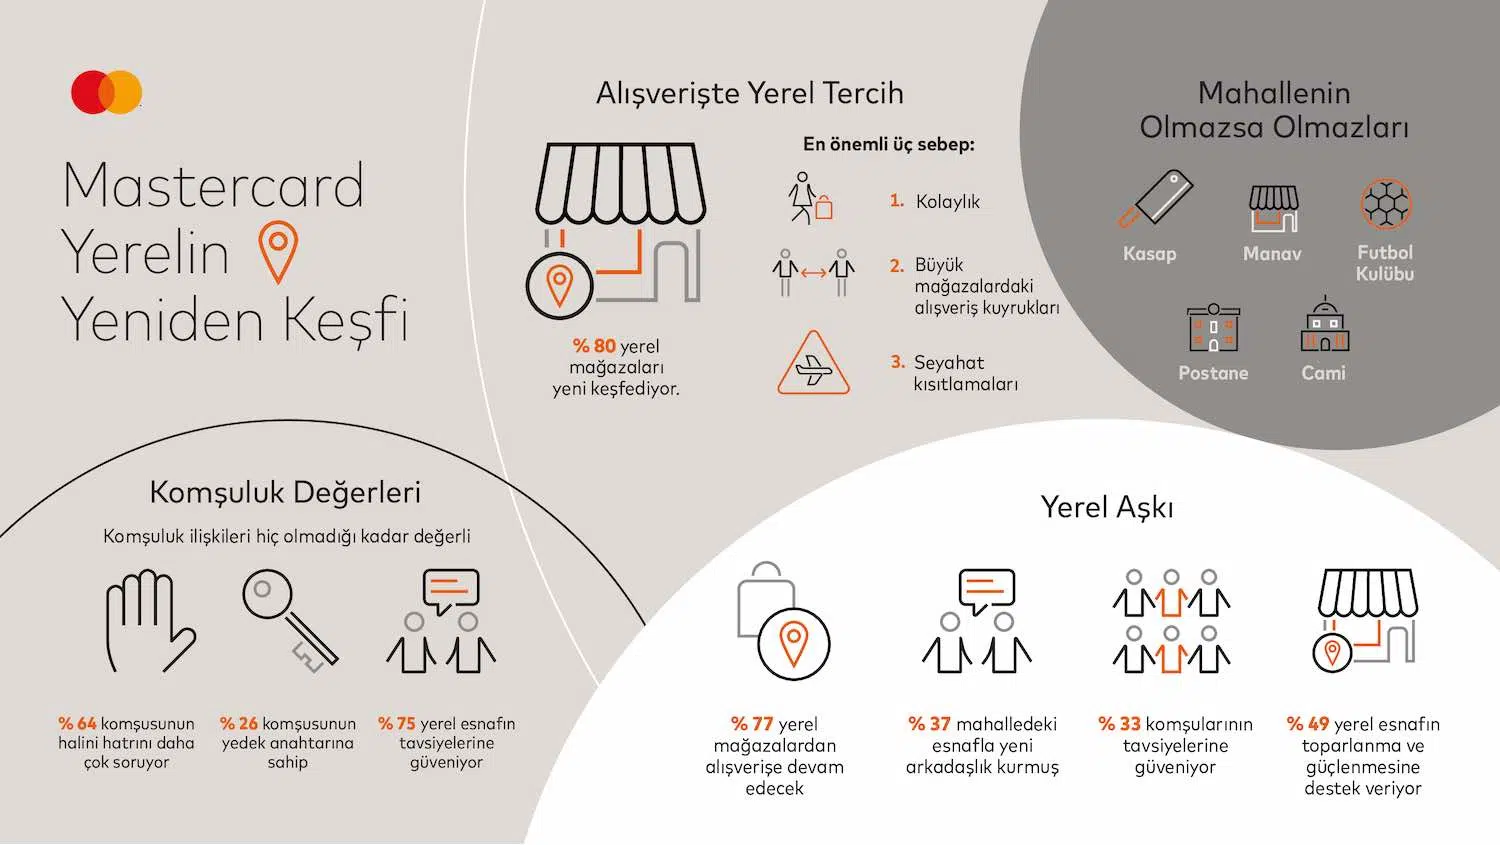 Mastercard
Yerelin
Yeniden Keşfi
Alışverişte Yerel Tercih
% 80 yerel
mağazaları
yeni keşfediyor.
En önemli üç sebep:
1. Kolaylık
2. Büyük
mağazalardaki
alışveriş kuyrukları
3. Seyahat
kısıtlamaları
Mahallenin
Olmazsa Olmazları
Kasap
Manav
Futbol
Kulübu
Postane
Cami
Komşuluk Değerleri
Komşuluk ilişkileri hiç olmadığı kadar değerli
% 64 komşusunun
halini hatrını daha
çok soruyor
% 26 komşusunun
yedek anahtarına
sahip
% 75 yerel esnafın
tavsiyelerine
güveniyor
Yerel Aşkı
% 77 yerel
mağazalardan
alışverişe devam
edecek
% 37 mahalledeki
esnafla yeni
arkadaşlık kurmuş
% 33 komşularının
tavsiyelerine
güveniyor
% 49 yerel esnafın
toparlanma ve
güçlenmesine
destek veriyor